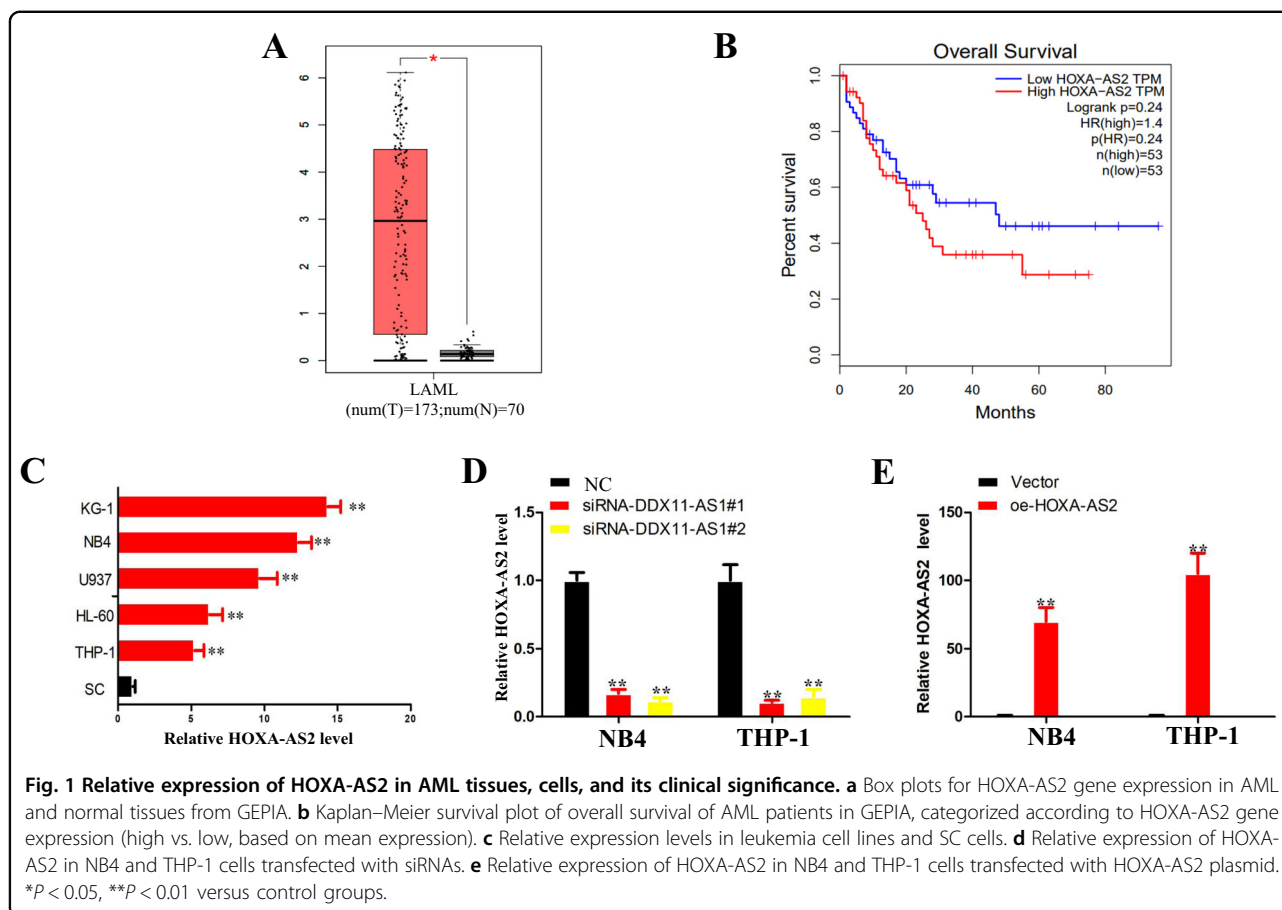 A
*
6
5
4
3
2
1
0
LAML
(num(T)=173;num(N)=70
B
Overall Survival
Low HOXA−AS2 TPM
High HOXA−AS2 TPM
Logrank p=0.24
HR(high)=1.4
p(HR)=0.24
n(high)=53
n(low)=53
Percent survival
1.0
0.8
0.6
0.4
0.2
0.0
0 20 40 60 80
Months
C
KG-1 **
NB4 **
U937 **
HL-60 **
THP-1 **
SC
0 5 10 15 20
Relative HOXA-AS2 level
D
NC
siRNA-DDX11-AS1#1
siRNA-DDX11-AS1#2
Relative HOXA-AS2 level
1.5
1.0
0.5
0.0
** ** ** **
NB4 THP-1
E
Vector
oe-HOXA-AS2
Relative HOXA-AS2 level
150
100
75
50
25
0
** **
NB4 THP-1
Fig. 1 Relative expression of HOXA-AS2 in AML tissues, cells, and its clinical significance. a Box plots for HOXA-AS2 gene expression in AML
and normal tissues from GEPIA. b Kaplan–Meier survival plot of overall survival of AML patients in GEPIA, categorized according to HOXA-AS2 gene
expression (high vs. low, based on mean expression). c Relative expression levels in leukemia cell lines and SC cells. d Relative expression of HOXA-
AS2 in NB4 and THP-1 cells transfected with siRNAs. e Relative expression of HOXA-AS2 in NB4 and THP-1 cells transfected with HOXA-AS2 plasmid.
*P < 0.05, **P < 0.01 versus control groups.